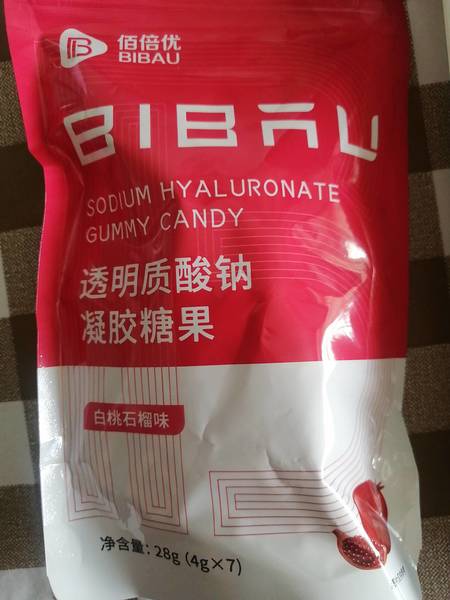 佰倍优
BIBAU
BIBAU
SODIUM HYALURONATE
GUMMY CANDY
透明质酸钠
凝胶糖果
白桃石榴味
净含量: 28g (4g×7)